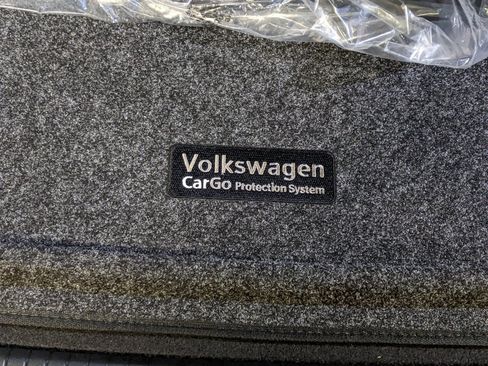 Volkswagen
CarGo Protection System